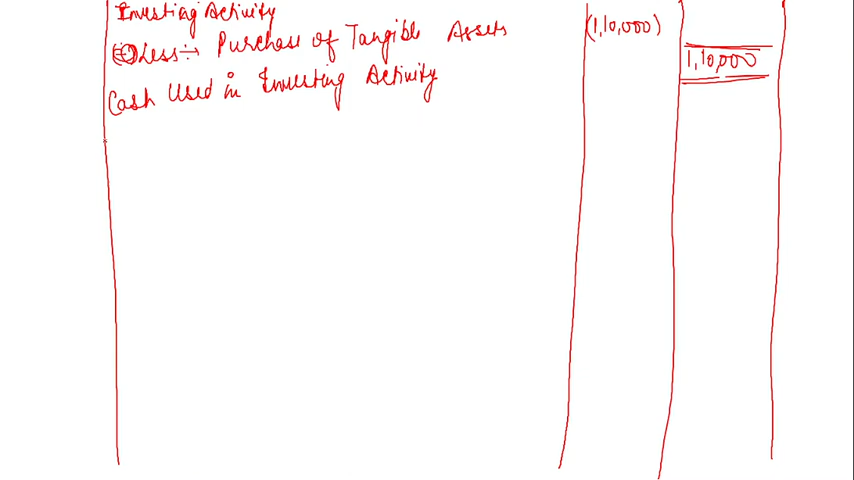 Investing Activity
(-) Less :- Purchase of Tangible Assets (1,10,000)
Cash Used in Investing Activity 1,10,000